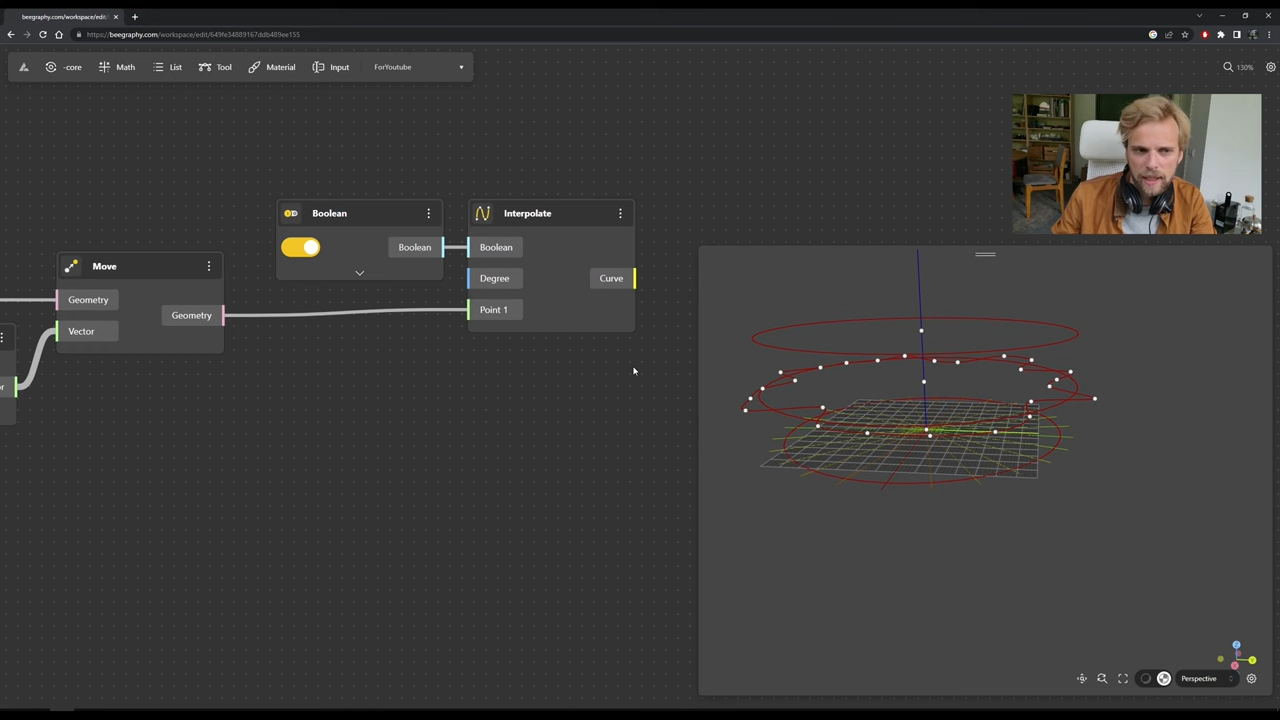 beegraphy.com/workspace/edit/
https://beegraphy.com/workspace/edit/649fe34889167ddb489ee155
-core
Math
List
Tool
Material
Input
ForYoutube
130%
Boolean
Interpolate
Boolean
Boolean
Move
Degree
Curve
Geometry
Geometry
Point 1
Vector
or
Perspective